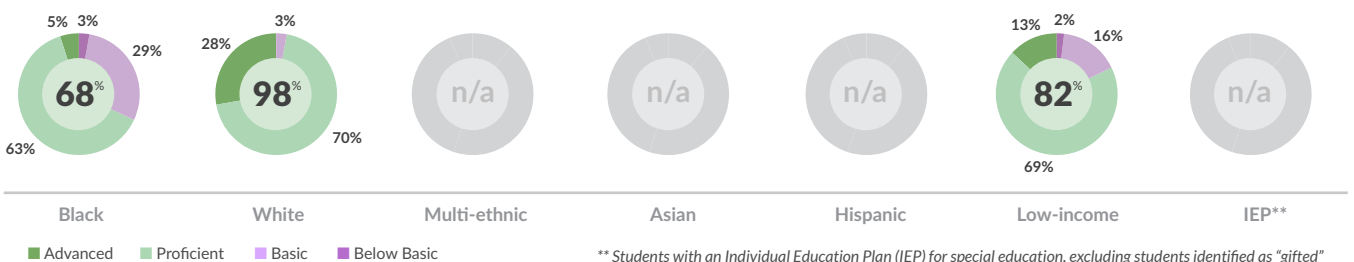 5% 3% 3% 13% 2%
29% 28% 16%
68% 98% n/a n/a n/a 82% n/a
63% 70%
69%
Black White Multi-ethnic Asian Hispanic Low-income IEP**
Advanced Proficient Basic Below Basic ** Students with an Individual Education Plan (IEP) for special education, excluding students identified as “gifted”